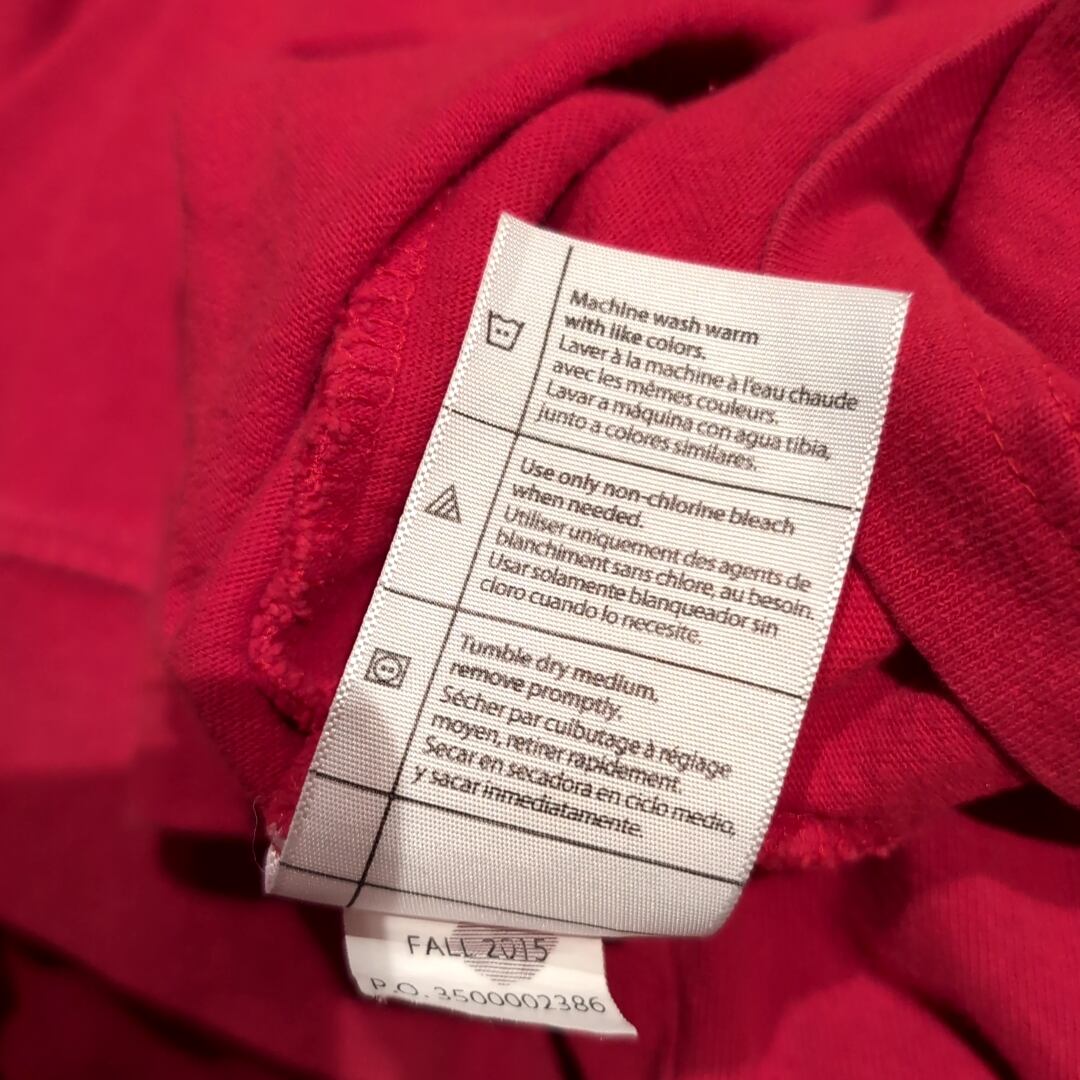 Machine wash warm
with like colors.
Laver à la machine à l'eau chaude
avec les mêmes couleurs.
Lavar a máquina con agua tibia,
junto a colores similares.
Use only non-chlorine bleach
when needed.
Utiliser uniquement des agents de
blanchiment sans chlore, au besoin.
Usar solamente blanqueador sin
cloro cuando lo necesite.
Tumble dry medium,
remove promptly.
Sécher par culbutage à réglage
moyen, retirer rapidement.
Secar en secadora en ciclo medio,
y sacar inmediatamente.
FALL 2015
P.O. 3500002386